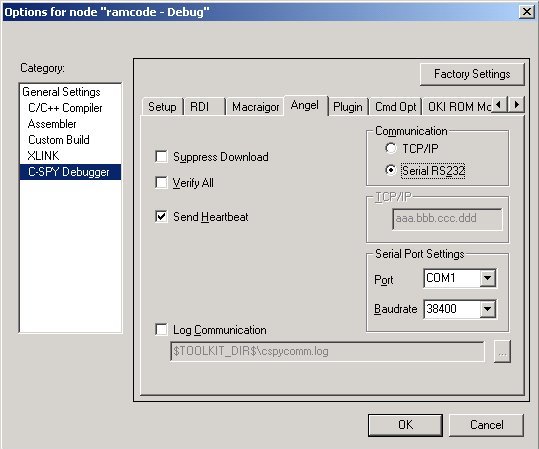 Options for node "ramcode - Debug"
Category:
General Settings
C/C++ Compiler
Assembler
Custom Build
XLINK
C-SPY Debugger
Factory Settings
Setup RDI Macraigor Angel Plugin Cmd Opt OKI ROM
Suppress Download
Verify All
Send Heartbeat
Communication
TCP/IP
Serial RS232
TCP/IP
aaa.bbb.ccc.ddd
Serial Port Settings
Port COM1
Baudrate 38400
Log Communication
$TOOLKIT_DIR$\cspycomm.log
...
OK Cancel